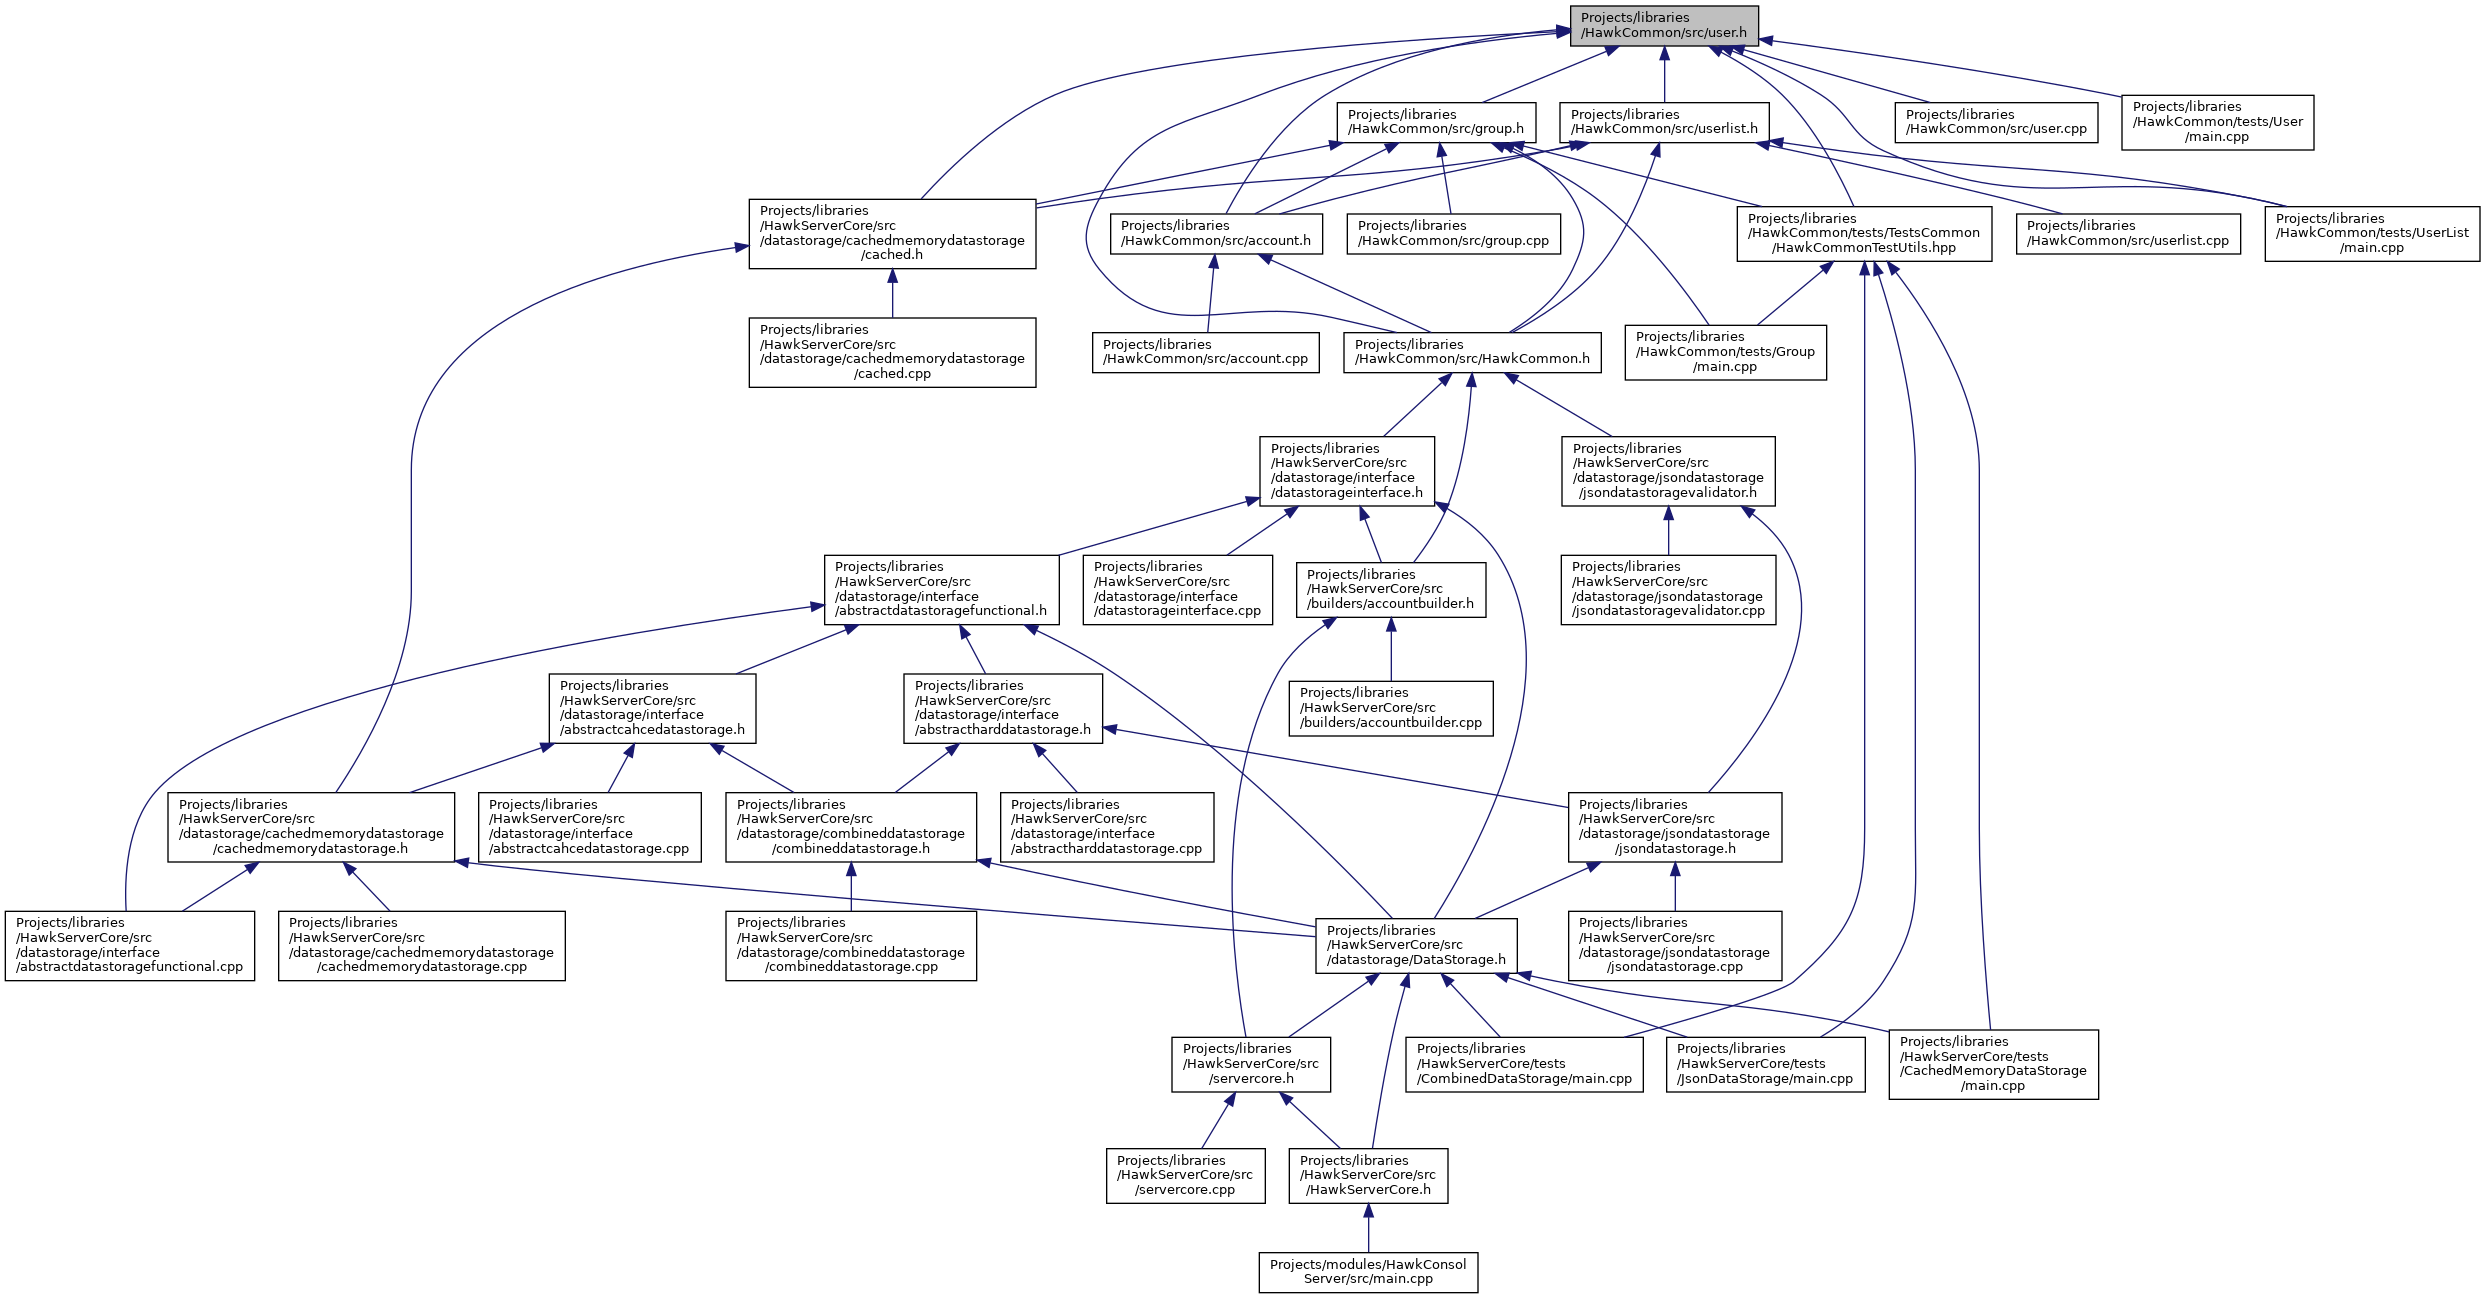 Projects/libraries
/HawkCommon/src/user.h
Projects/libraries
/HawkCommon/src/group.h
Projects/libraries
/HawkCommon/src/userlist.h
Projects/libraries
/HawkCommon/src/user.cpp
Projects/libraries
/HawkCommon/tests/User
/main.cpp
Projects/libraries
/HawkServerCore/src
/datastorage/cachedmemorydatastorage
/cached.h
Projects/libraries
/HawkCommon/src/account.h
Projects/libraries
/HawkCommon/src/group.cpp
Projects/libraries
/HawkCommon/tests/TestsCommon
/HawkCommonTestUtils.hpp
Projects/libraries
/HawkCommon/src/userlist.cpp
Projects/libraries
/HawkCommon/tests/UserList
/main.cpp
Projects/libraries
/HawkServerCore/src
/datastorage/cachedmemorydatastorage
/cached.cpp
Projects/libraries
/HawkCommon/src/account.cpp
Projects/libraries
/HawkCommon/src/HawkCommon.h
Projects/libraries
/HawkCommon/tests/Group
/main.cpp
Projects/libraries
/HawkServerCore/src
/datastorage/interface
/datastorageinterface.h
Projects/libraries
/HawkServerCore/src
/datastorage/jsondatastorage
/jsondatastoragevalidator.h
Projects/libraries
/HawkServerCore/src
/datastorage/interface
/abstractdatastoragefunctional.h
Projects/libraries
/HawkServerCore/src
/datastorage/interface
/datastorageinterface.cpp
Projects/libraries
/HawkServerCore/src
/builders/accountbuilder.h
Projects/libraries
/HawkServerCore/src
/datastorage/jsondatastorage
/jsondatastoragevalidator.cpp
Projects/libraries
/HawkServerCore/src
/datastorage/interface
/abstractcahcedatastorage.h
Projects/libraries
/HawkServerCore/src
/datastorage/interface
/abstractharddatastorage.h
Projects/libraries
/HawkServerCore/src
/builders/accountbuilder.cpp
Projects/libraries
/HawkServerCore/src
/datastorage/cachedmemorydatastorage
/cachedmemorydatastorage.h
Projects/libraries
/HawkServerCore/src
/datastorage/interface
/abstractcahcedatastorage.cpp
Projects/libraries
/HawkServerCore/src
/datastorage/combineddatastorage
/combineddatastorage.h
Projects/libraries
/HawkServerCore/src
/datastorage/interface
/abstractharddatastorage.cpp
Projects/libraries
/HawkServerCore/src
/datastorage/jsondatastorage
/jsondatastorage.h
Projects/libraries
/HawkServerCore/src
/datastorage/interface
/abstractdatastoragefunctional.cpp
Projects/libraries
/HawkServerCore/src
/datastorage/cachedmemorydatastorage
/cachedmemorydatastorage.cpp
Projects/libraries
/HawkServerCore/src
/datastorage/combineddatastorage
/combineddatastorage.cpp
Projects/libraries
/HawkServerCore/src
/datastorage/DataStorage.h
Projects/libraries
/HawkServerCore/src
/datastorage/jsondatastorage
/jsondatastorage.cpp
Projects/libraries
/HawkServerCore/src
/servercore.h
Projects/libraries
/HawkServerCore/tests
/CombinedDataStorage/main.cpp
Projects/libraries
/HawkServerCore/tests
/JsonDataStorage/main.cpp
Projects/libraries
/HawkServerCore/tests
/CachedMemoryDataStorage
/main.cpp
Projects/libraries
/HawkServerCore/src
/servercore.cpp
Projects/libraries
/HawkServerCore/src
/HawkServerCore.h
Projects/modules/HawkConsol
Server/src/main.cpp